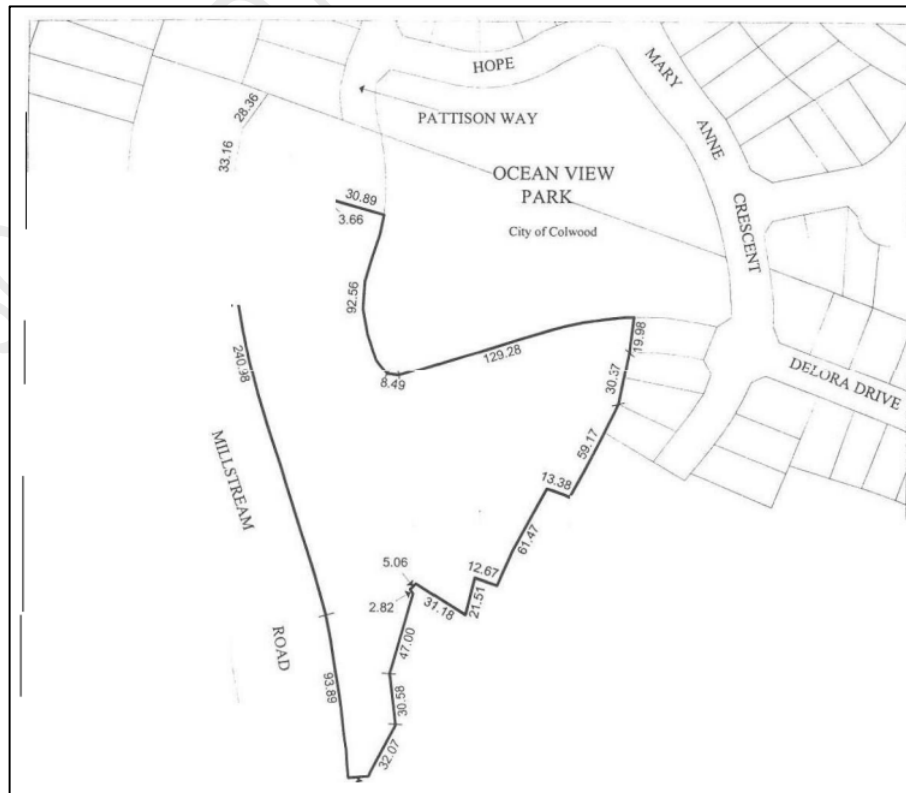 HOPE
MARY
ANNE
CRESCENT
28.36
33.16
PATTISON WAY
OCEAN VIEW
PARK
City of Colwood
30.89
3.66
92.56
129.28
8.49
19.98
30.37
DELORA DRIVE
240.98
59.17
13.38
MILLSTREAM
ROAD
61.47
5.06
12.67
2.82
31.18
21.51
47.00
93.89
30.58
32.07